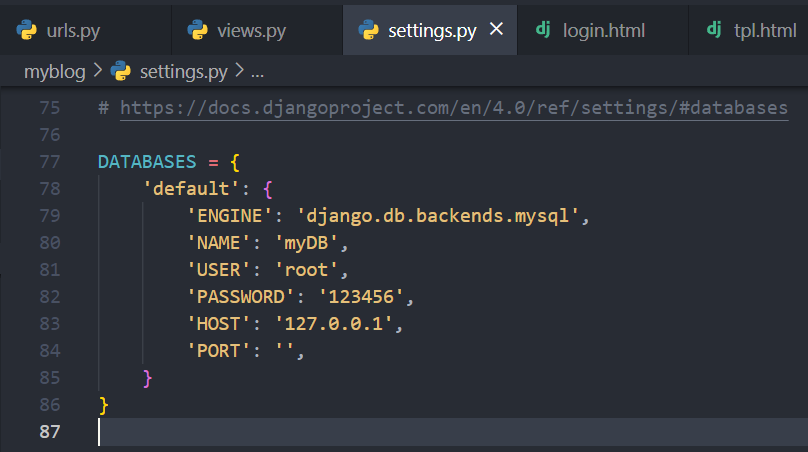 urls.py views.py settings.py × dj login.html dj tpl.html
myblog > settings.py > ...
75 # https://docs.djangoproject.com/en/4.0/ref/settings/#databases
76
77 DATABASES = {
78     'default': {
79         'ENGINE': 'django.db.backends.mysql',
80         'NAME': 'myDB',
81         'USER': 'root',
82         'PASSWORD': '123456',
83         'HOST': '127.0.0.1',
84         'PORT': '',
85     }
86 }
87